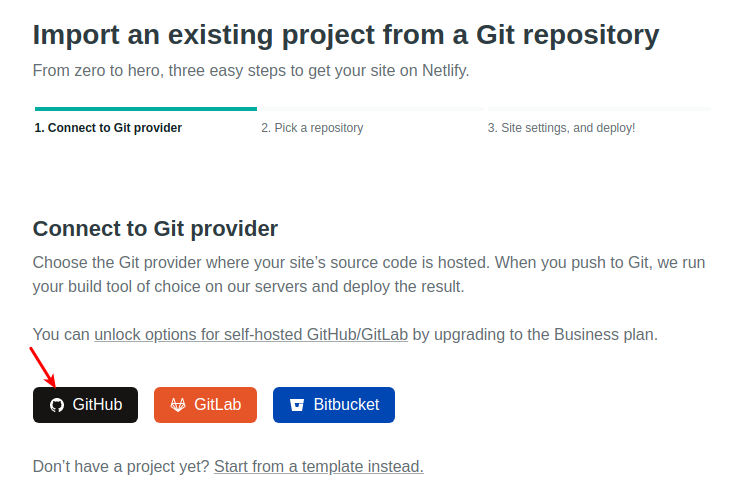 Import an existing project from a Git repository
From zero to hero, three easy steps to get your site on Netlify.
1. Connect to Git provider
2. Pick a repository
3. Site settings, and deploy!
Connect to Git provider
Choose the Git provider where your site’s source code is hosted. When you push to Git, we run
your build tool of choice on our servers and deploy the result.
You can unlock options for self-hosted GitHub/GitLab by upgrading to the Business plan.
GitHub
GitLab
Bitbucket
Don’t have a project yet? Start from a template instead.